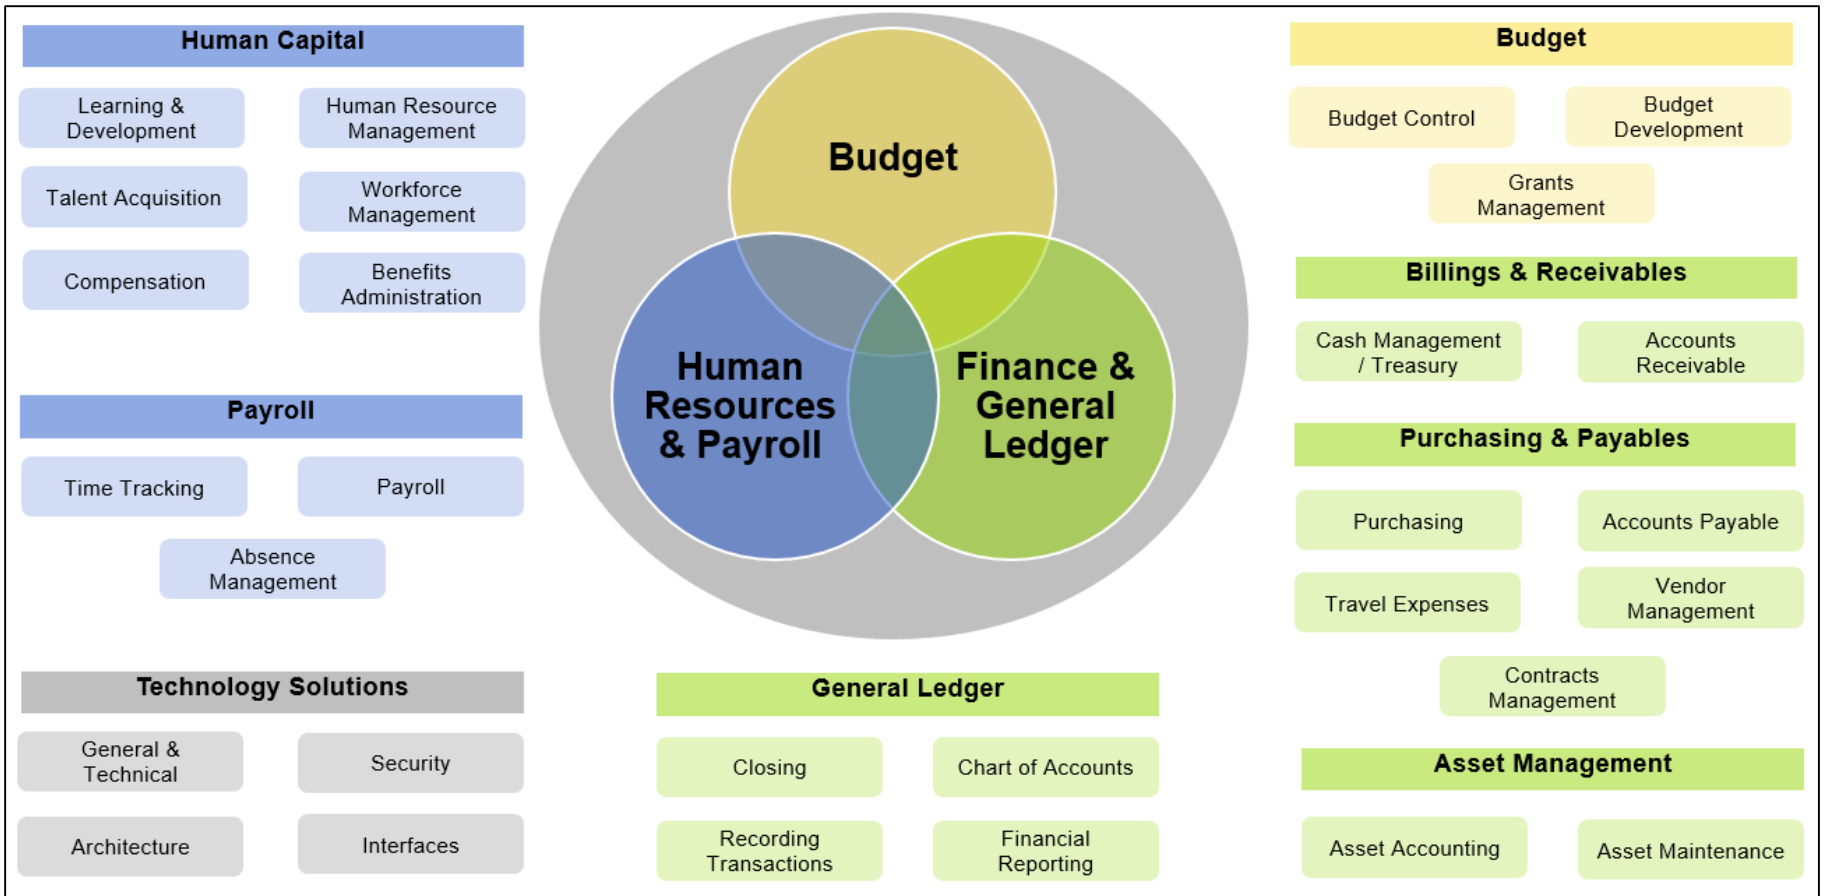 Human Capital
Learning &
Development
Human Resource
Management
Talent Acquisition
Workforce
Management
Compensation
Benefits
Administration
Payroll
Time Tracking
Payroll
Absence
Management
Technology Solutions
General &
Technical
Security
Architecture
Interfaces
Budget
Human
Resources
& Payroll
Finance &
General
Ledger
General Ledger
Closing
Chart of Accounts
Recording
Transactions
Financial
Reporting
Budget
Budget Control
Budget
Development
Grants
Management
Billings & Receivables
Cash Management
/ Treasury
Accounts
Receivable
Purchasing & Payables
Purchasing
Accounts Payable
Travel Expenses
Vendor
Management
Contracts
Management
Asset Management
Asset Accounting
Asset Maintenance